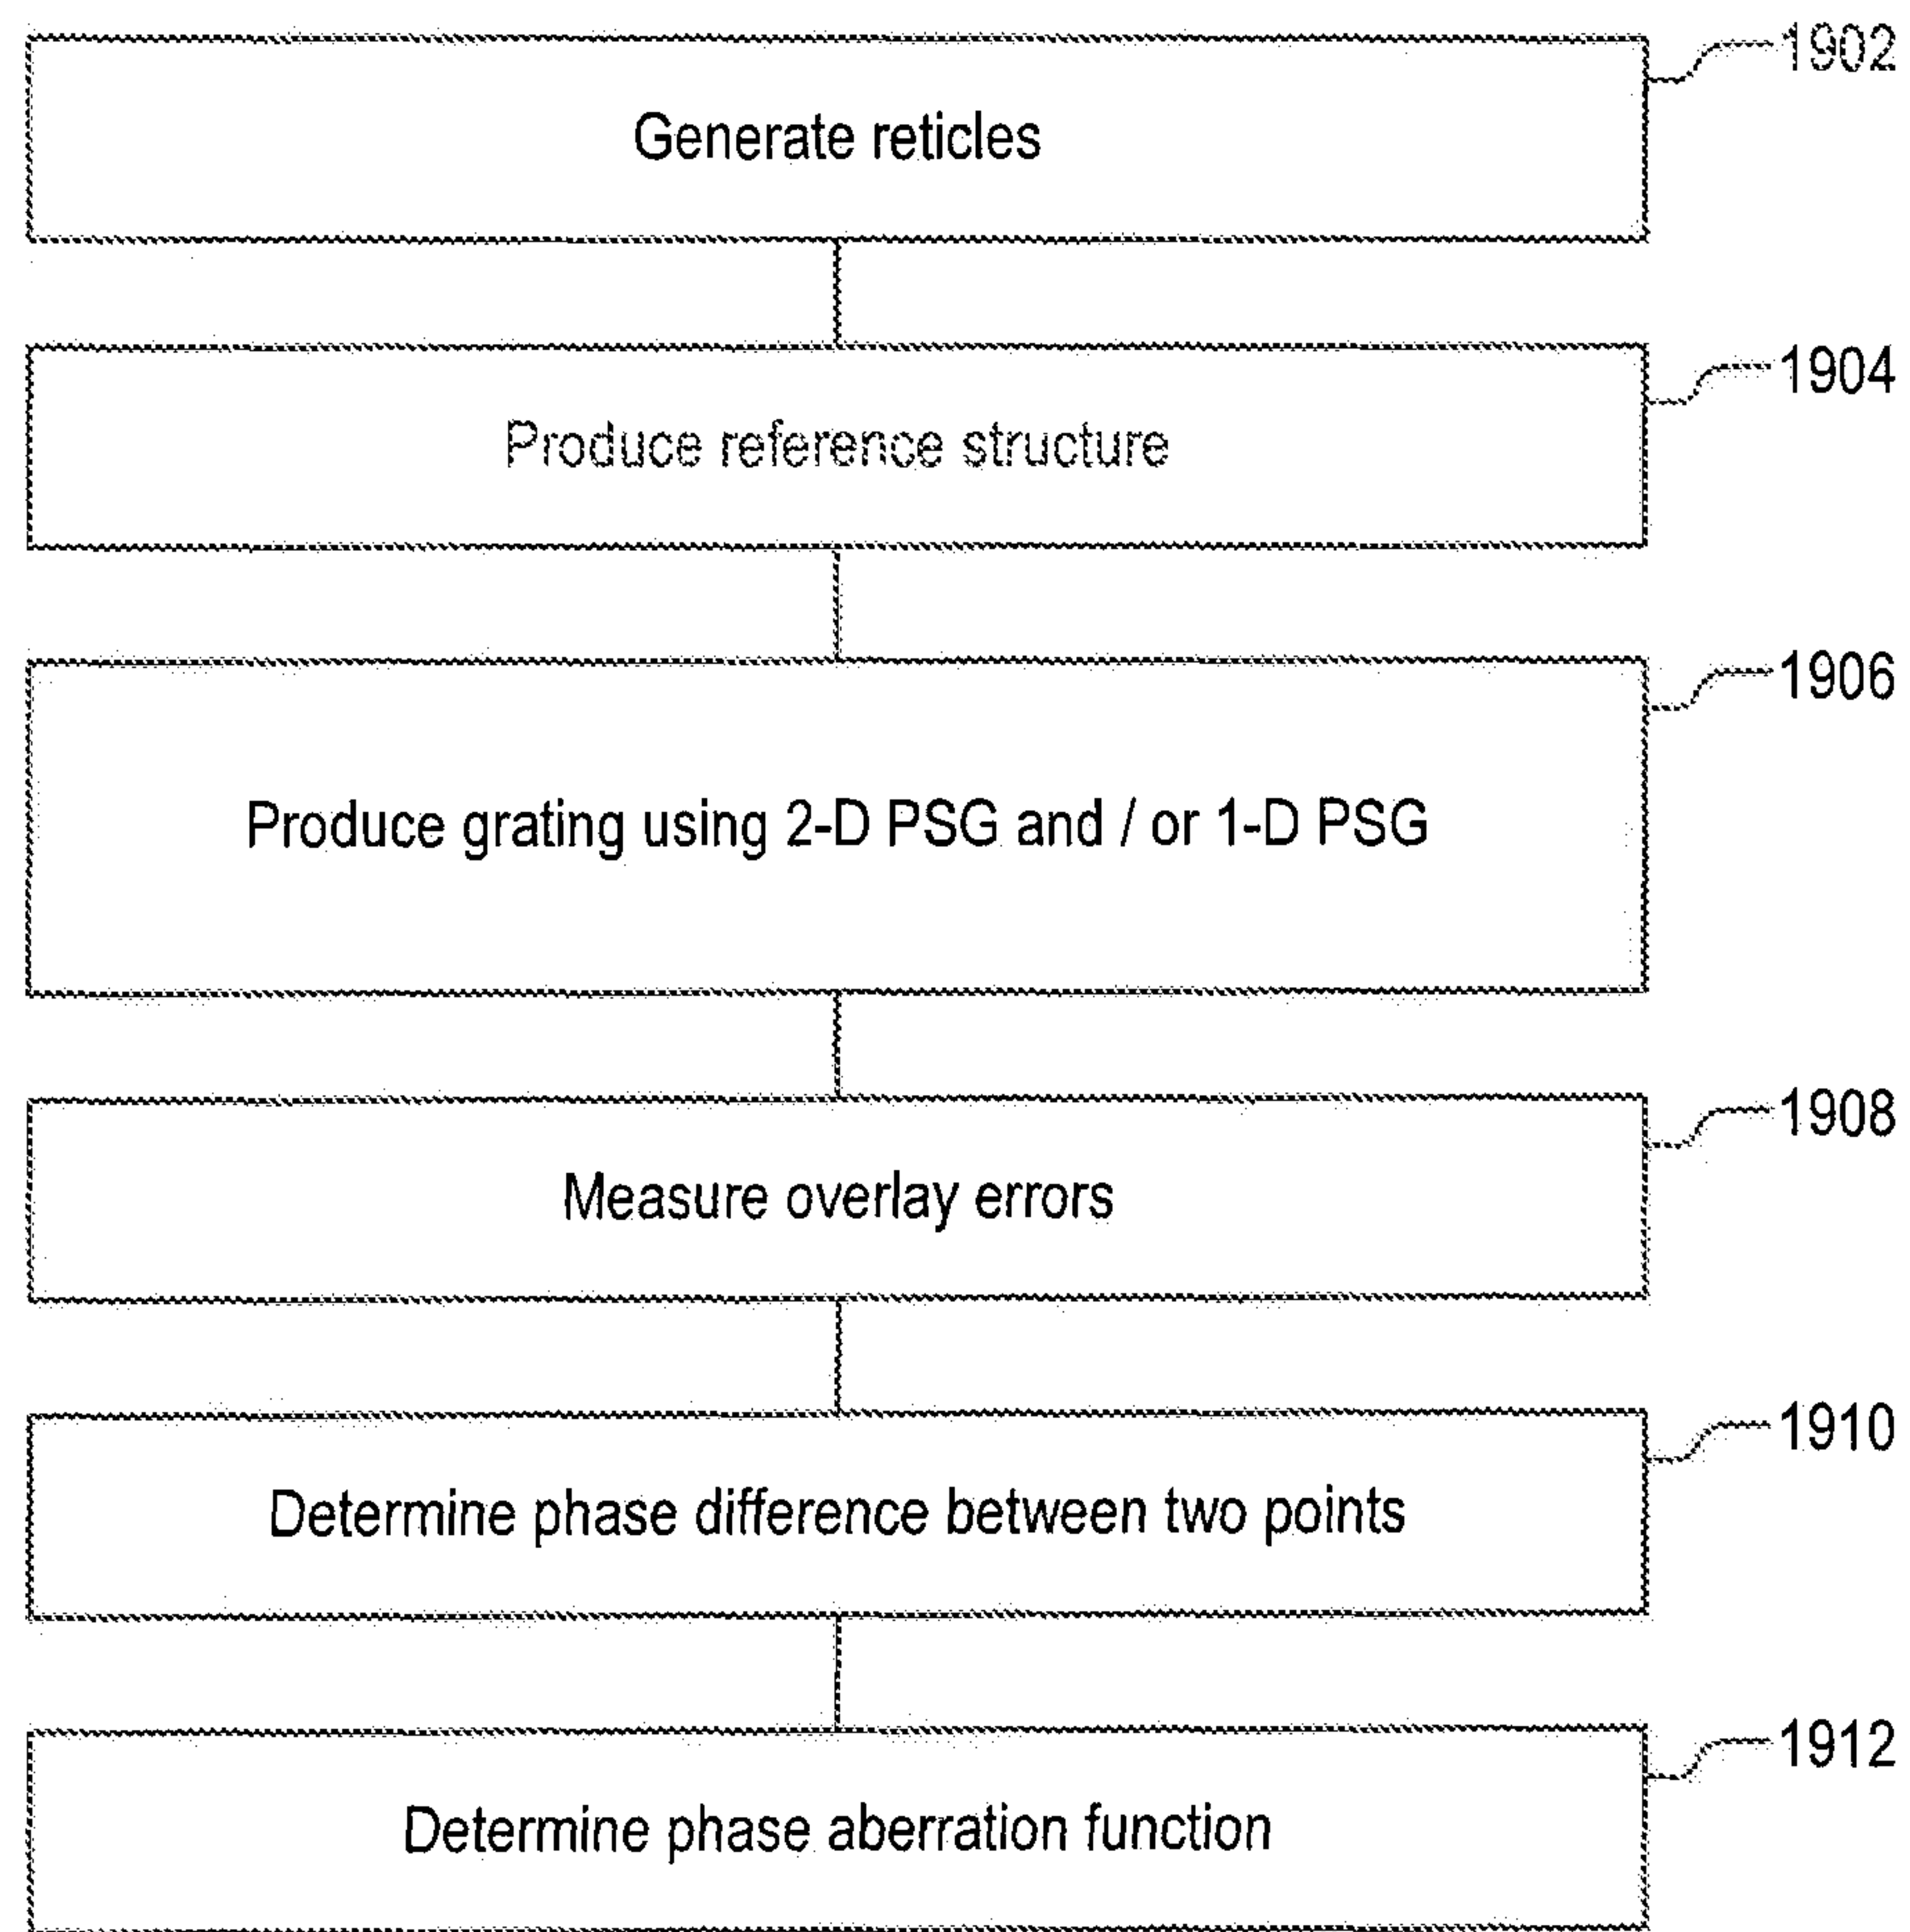 1902
Generate reticles
1904
Produce reference structure
1906
Produce grating using 2-D PSG and / or 1-D PSG
1908
Measure overlay errors
1910
Determine phase difference between two points
1912
Determine phase aberration function